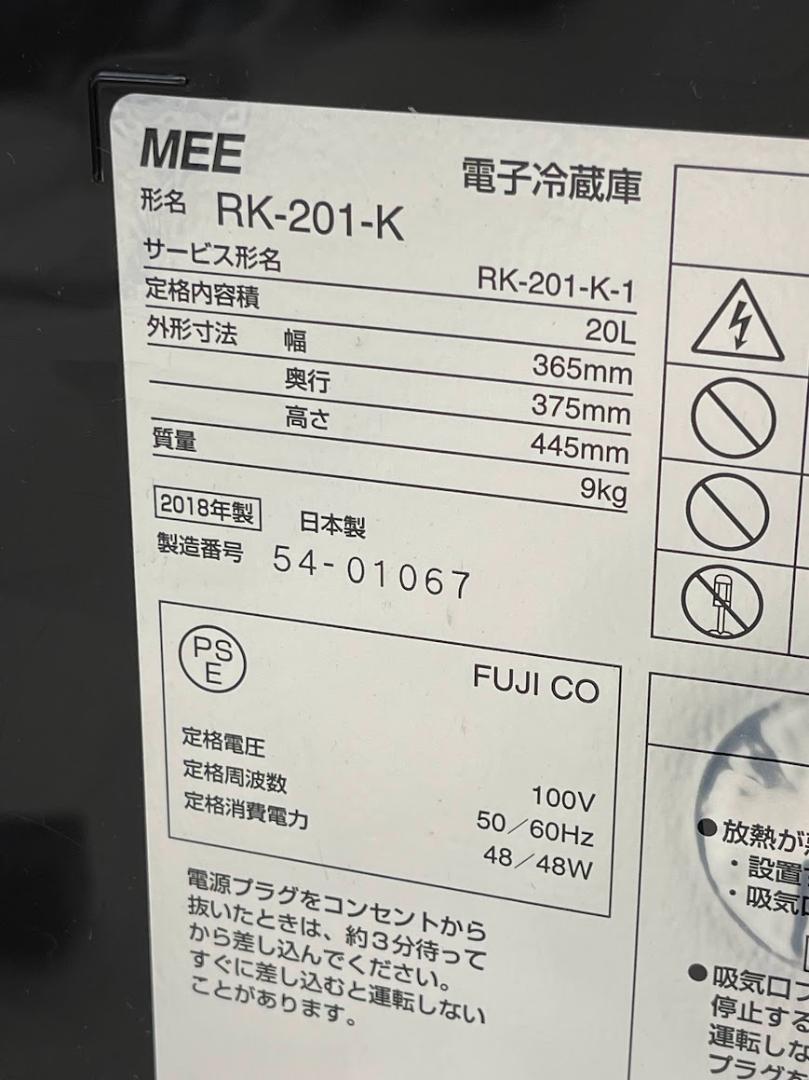 MEE
電子冷蔵庫
形名 RK-201-K
サービス形名 RK-201-K-1
定格内容積 20L
外形寸法 幅 365mm
奥行 375mm
高さ 445mm
質量 9kg
2018年製 日本製
製造番号 54-01067
PS
E
FUJI CO
定格電圧 100V
定格周波数 50/60Hz
定格消費電力 48/48W
電源プラグをコンセントから
抜いたときは、約3分待って
から差し込んでください。
すぐに差し込むと運転しない
ことがあります。
●放熱が
・設置
・吸気口
●吸気口フ
停止する
運転しな
プラグを